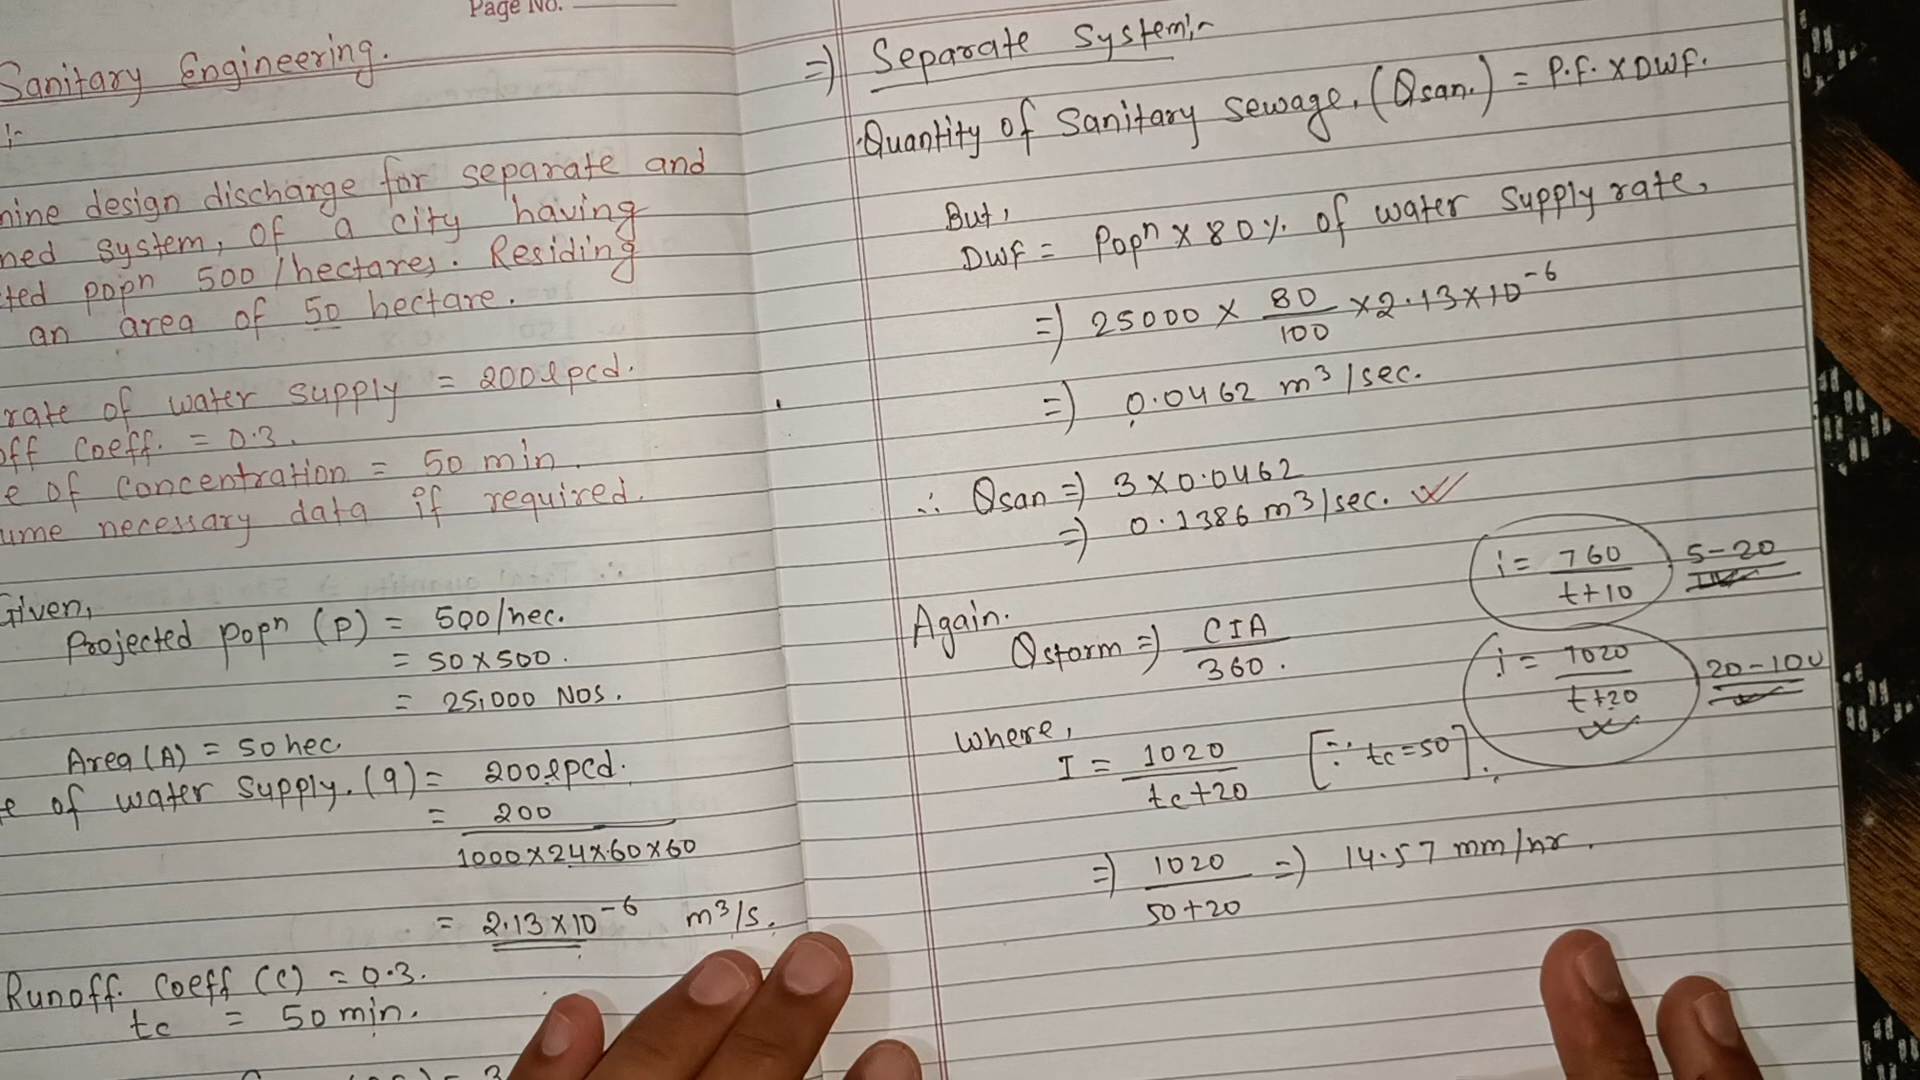 Page No.
Sanitary Engineering.
:-
mine design discharge for separate and
ned system, of a city having
ted popn 500/hectares. Residing
an area of 50 hectare.
rate of water supply = 200 lpcd.
off coeff. = 0.3.
e of concentration = 50 min.
ume necessary data if required.
Given,
Projected popn (P) = 500/hec.
= 50 x 500.
= 25,000 Nos.
Area (A) = 50 hec
e of water supply. (q) = 200 lpcd.
= 200
1000 x 24 x 60 x 60
= 2.13 x 10⁻⁶ m³/s.
Runoff. Coeff (C) = 0.3.
tc = 50 min.
=> Separate System:-
Quantity of Sanitary Sewage. (Qsan.) = P.F. x DWF.
But,
DWF = Popⁿ x 80% of water supply rate.
=> 25000 x 80/100 x 2.13 x 10⁻⁶
=> 0.0462 m³/sec.
∴ Qsan => 3 x 0.0462
=> 0.1386 m³/sec.
i = 760/t+10 5-20
Again.
Qstorm => CIA/360.
i = 1020/t+20 20-100
where,
I = 1020/tc+20 [∵ tc = 50].
=> 1020/50+20 => 14.57 mm/hr.